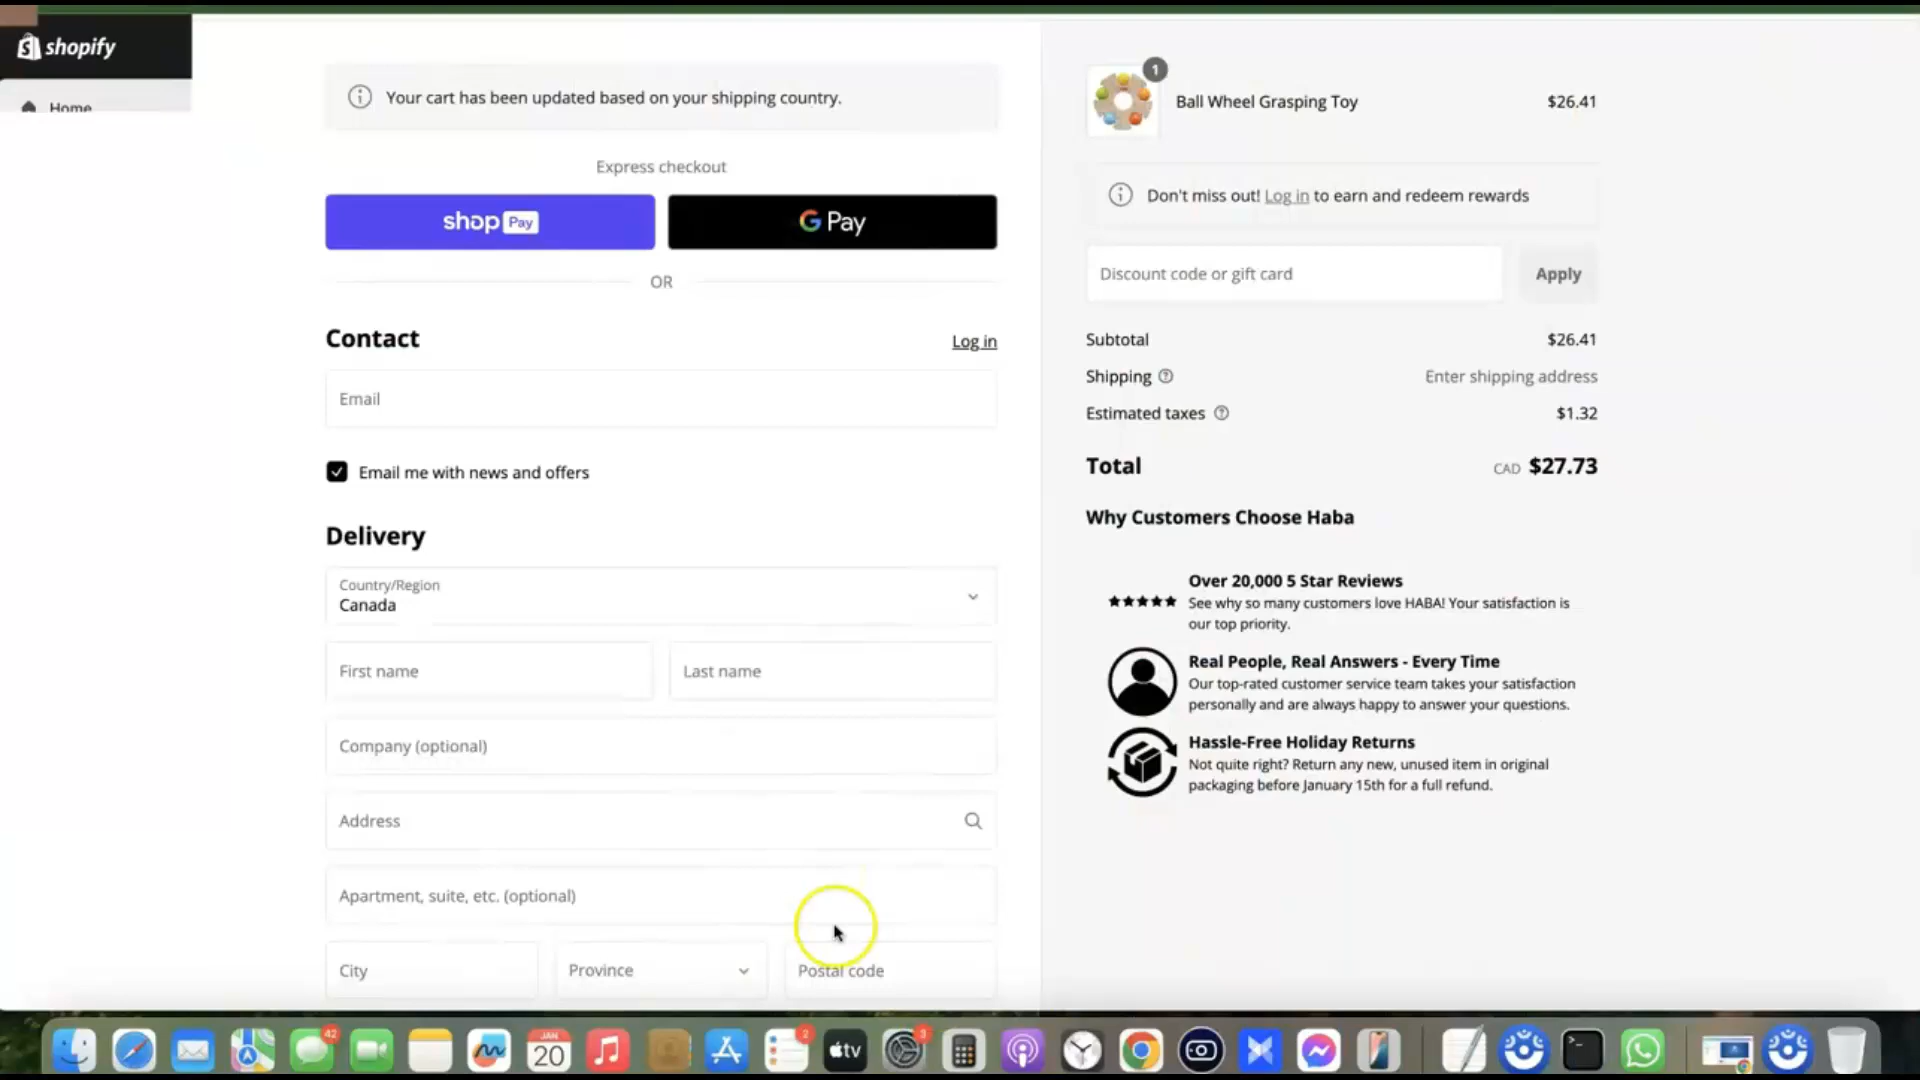 shopify
Home
Your cart has been updated based on your shipping country.
Express checkout
shop Pay
G Pay
OR
Contact
Log in
Email
Email me with news and offers
Delivery
Country/Region
Canada
First name
Last name
Company (optional)
Address
Apartment, suite, etc. (optional)
City
Province
Postal code
1
Ball Wheel Grasping Toy
$26.41
Don't miss out! Log in to earn and redeem rewards
Discount code or gift card
Apply
Subtotal
$26.41
Shipping
Enter shipping address
Estimated taxes
$1.32
Total
CAD $27.73
Why Customers Choose Haba
Over 20,000 5 Star Reviews
See why so many customers love HABA! Your satisfaction is
our top priority.
Real People, Real Answers - Every Time
Our top-rated customer service team takes your satisfaction
personally and are always happy to answer your questions.
Hassle-Free Holiday Returns
Not quite right? Return any new, unused item in original
packaging before January 15th for a full refund.
42
JAN
20
2
tv
3